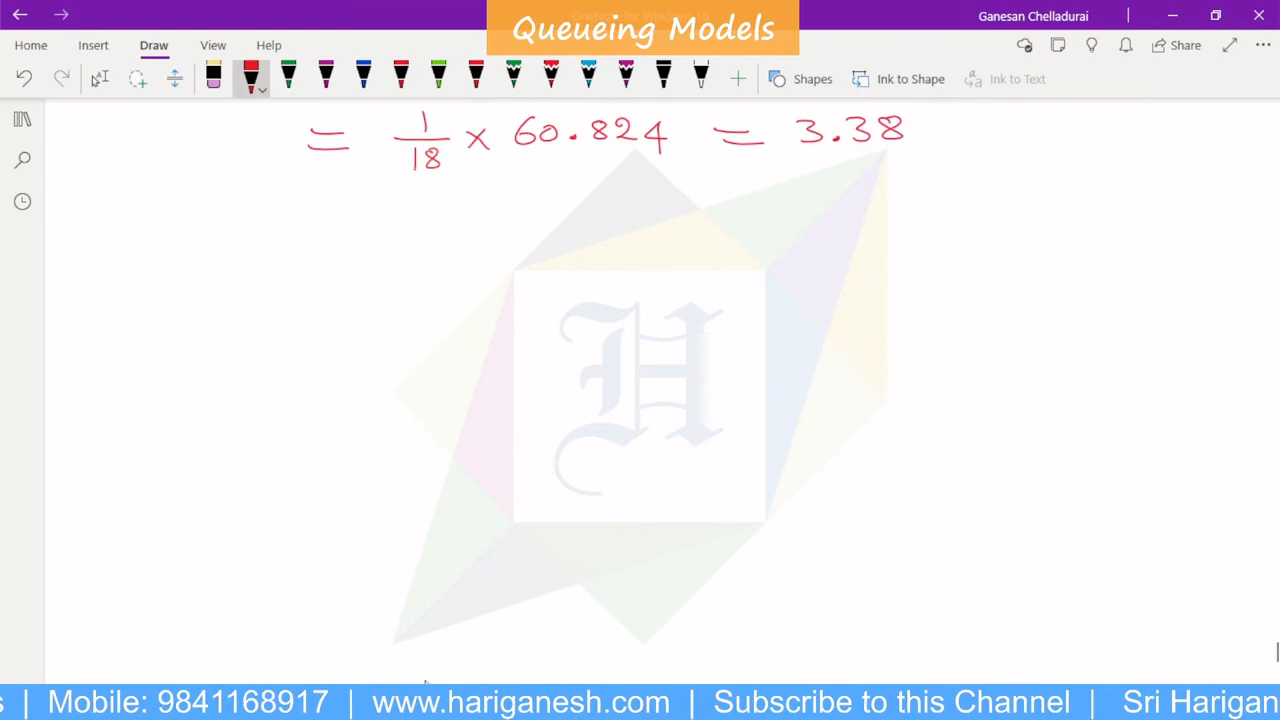 Queueing Models
Ganesan Chelladurai
Home Insert Draw View Help
Share
Shapes Ink to Shape Ink to Text
= 1/18 × 60.824 = 3.38
H
s | Mobile: 9841168917 | www.hariganesh.com | Subscribe to this Channel | Sri Harigan